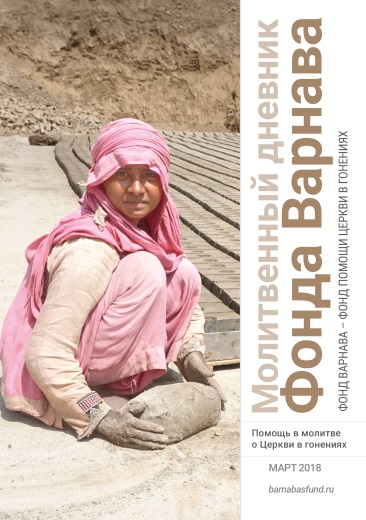 Молитвенный дневник
Фонда Варнава
ФОНД ВАРНАВА – ФОНД ПОМОЩИ ЦЕРКВИ В ГОНЕНИЯХ
Помощь в молитве
о Церкви в гонениях
МАРТ 2018
barnabasfund.ru